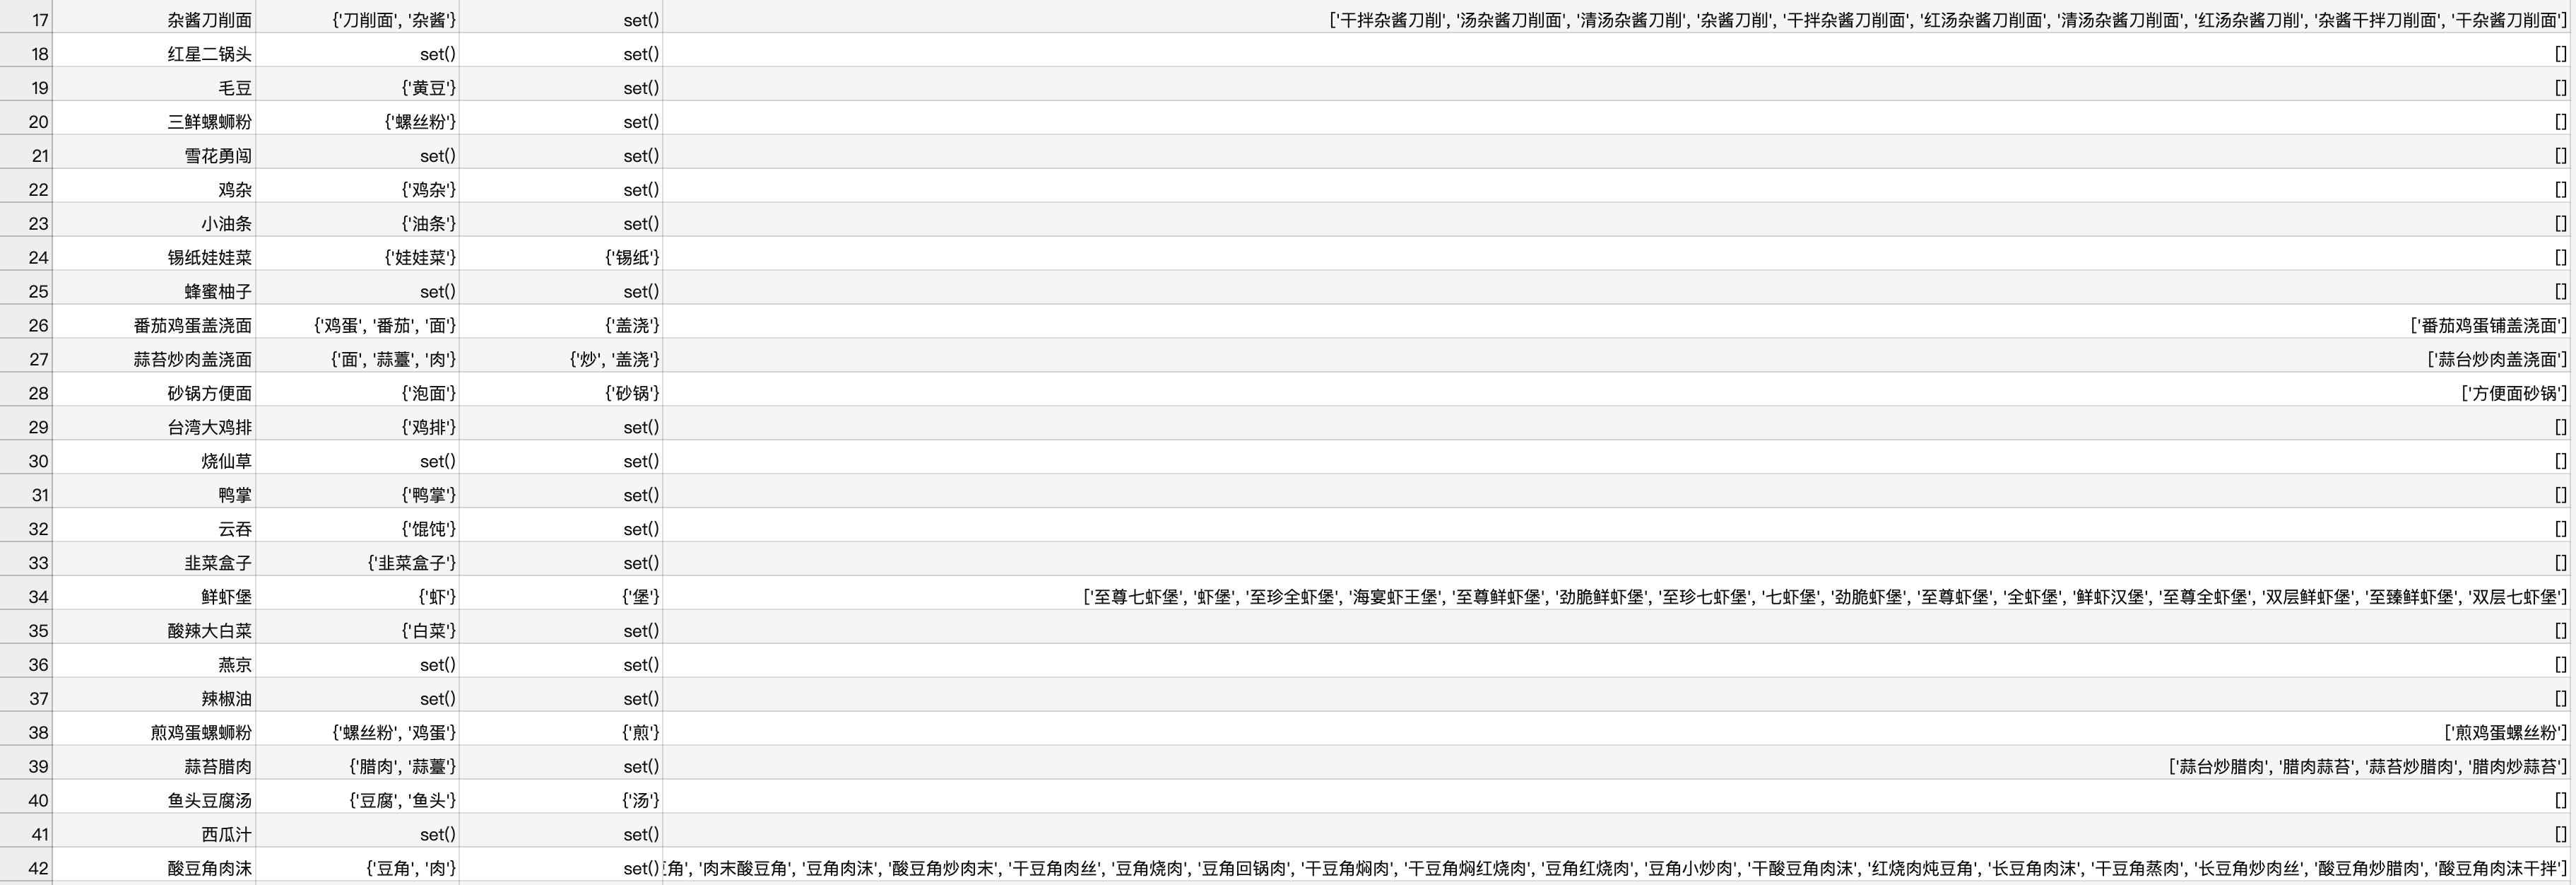 17 杂酱刀削面 {'刀削面', '杂酱'} set() ['干拌杂酱刀削', '汤杂酱刀削面', '清汤杂酱刀削', '杂酱刀削', '干拌杂酱刀削面', '红汤杂酱刀削面', '清汤杂酱刀削面', '红汤杂酱刀削', '杂酱干拌刀削面', '干杂酱刀削面']
18 红星二锅头 set() set() []
19 毛豆 {'黄豆'} set() []
20 三鲜螺蛳粉 {'螺丝粉'} set() []
21 雪花勇闯 set() set() []
22 鸡杂 {'鸡杂'} set() []
23 小油条 {'油条'} set() []
24 锡纸娃娃菜 {'娃娃菜'} {'锡纸'} []
25 蜂蜜柚子 set() set() []
26 番茄鸡蛋盖浇面 {'鸡蛋', '番茄', '面'} {'盖浇'} ['番茄鸡蛋铺盖浇面']
27 蒜苔炒肉盖浇面 {'面', '蒜薹', '肉'} {'炒', '盖浇'} ['蒜台炒肉盖浇面']
28 砂锅方便面 {'泡面'} {'砂锅'} ['方便面砂锅']
29 台湾大鸡排 {'鸡排'} set() []
30 烧仙草 set() set() []
31 鸭掌 {'鸭掌'} set() []
32 云吞 {'馄饨'} set() []
33 韭菜盒子 {'韭菜盒子'} set() []
34 鲜虾堡 {'虾'} {'堡'} ['至尊七虾堡', '虾堡', '至珍全虾堡', '海宴虾王堡', '至尊鲜虾堡', '劲脆鲜虾堡', '至珍七虾堡', '七虾堡', '劲脆虾堡', '至尊虾堡', '全虾堡', '鲜虾汉堡', '至尊全虾堡', '双层鲜虾堡', '至臻鲜虾堡', '双层七虾堡']
35 酸辣大白菜 {'白菜'} set() []
36 燕京 set() set() []
37 辣椒油 set() set() []
38 煎鸡蛋螺蛳粉 {'螺丝粉', '鸡蛋'} {'煎'} ['煎鸡蛋螺丝粉']
39 蒜苔腊肉 {'腊肉', '蒜薹'} set() ['蒜台炒腊肉', '腊肉蒜苔', '蒜苔炒腊肉', '腊肉炒蒜苔']
40 鱼头豆腐汤 {'豆腐', '鱼头'} {'汤'} []
41 西瓜汁 set() set() []
42 酸豆角肉沫 {'豆角', '肉'} set() 角', '肉末酸豆角', '豆角肉沫', '酸豆角炒肉末', '干豆角肉丝', '豆角烧肉', '豆角回锅肉', '干豆角焖肉', '干豆角焖红烧肉', '豆角红烧肉', '豆角小炒肉', '干酸豆角肉沫', '红烧肉炖豆角', '长豆角肉沫', '干豆角蒸肉', '长豆角炒肉丝', '酸豆角炒腊肉', '酸豆角肉沫干拌']